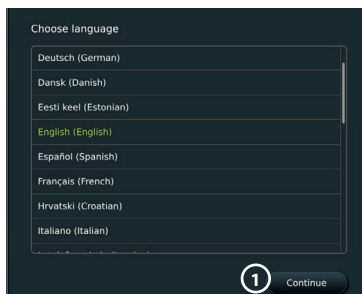 Choose language
Deutsch (German)
Dansk (Danish)
Eesti keel (Estonian)
English (English)
Español (Spanish)
Français (French)
Hrvatski (Croatian)
Italiano (Italian)
1 Continue